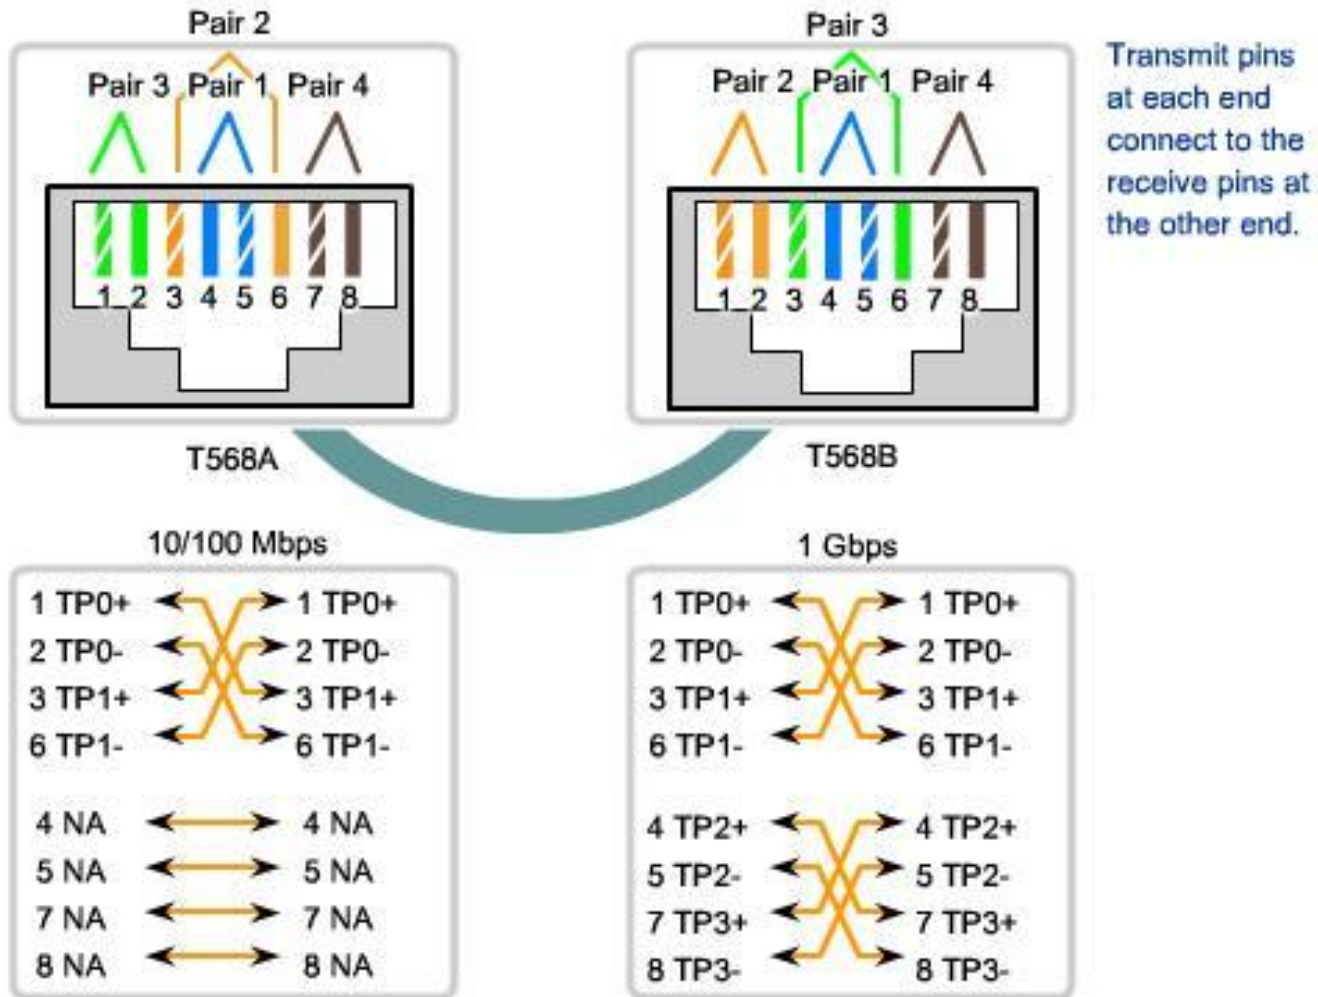 Pair 2
Pair 3 Pair 1 Pair 4
1 2 3 4 5 6 7 8
T568A
Pair 3
Pair 2 Pair 1 Pair 4
1 2 3 4 5 6 7 8
T568B
Transmit pins
at each end
connect to the
receive pins at
the other end.
10/100 Mbps
1 TP0+ 1 TP0+
2 TP0- 2 TP0-
3 TP1+ 3 TP1+
6 TP1- 6 TP1-
4 NA 4 NA
5 NA 5 NA
7 NA 7 NA
8 NA 8 NA
1 Gbps
1 TP0+ 1 TP0+
2 TP0- 2 TP0-
3 TP1+ 3 TP1+
6 TP1- 6 TP1-
4 TP2+ 4 TP2+
5 TP2- 5 TP2-
7 TP3+ 7 TP3+
8 TP3- 8 TP3-